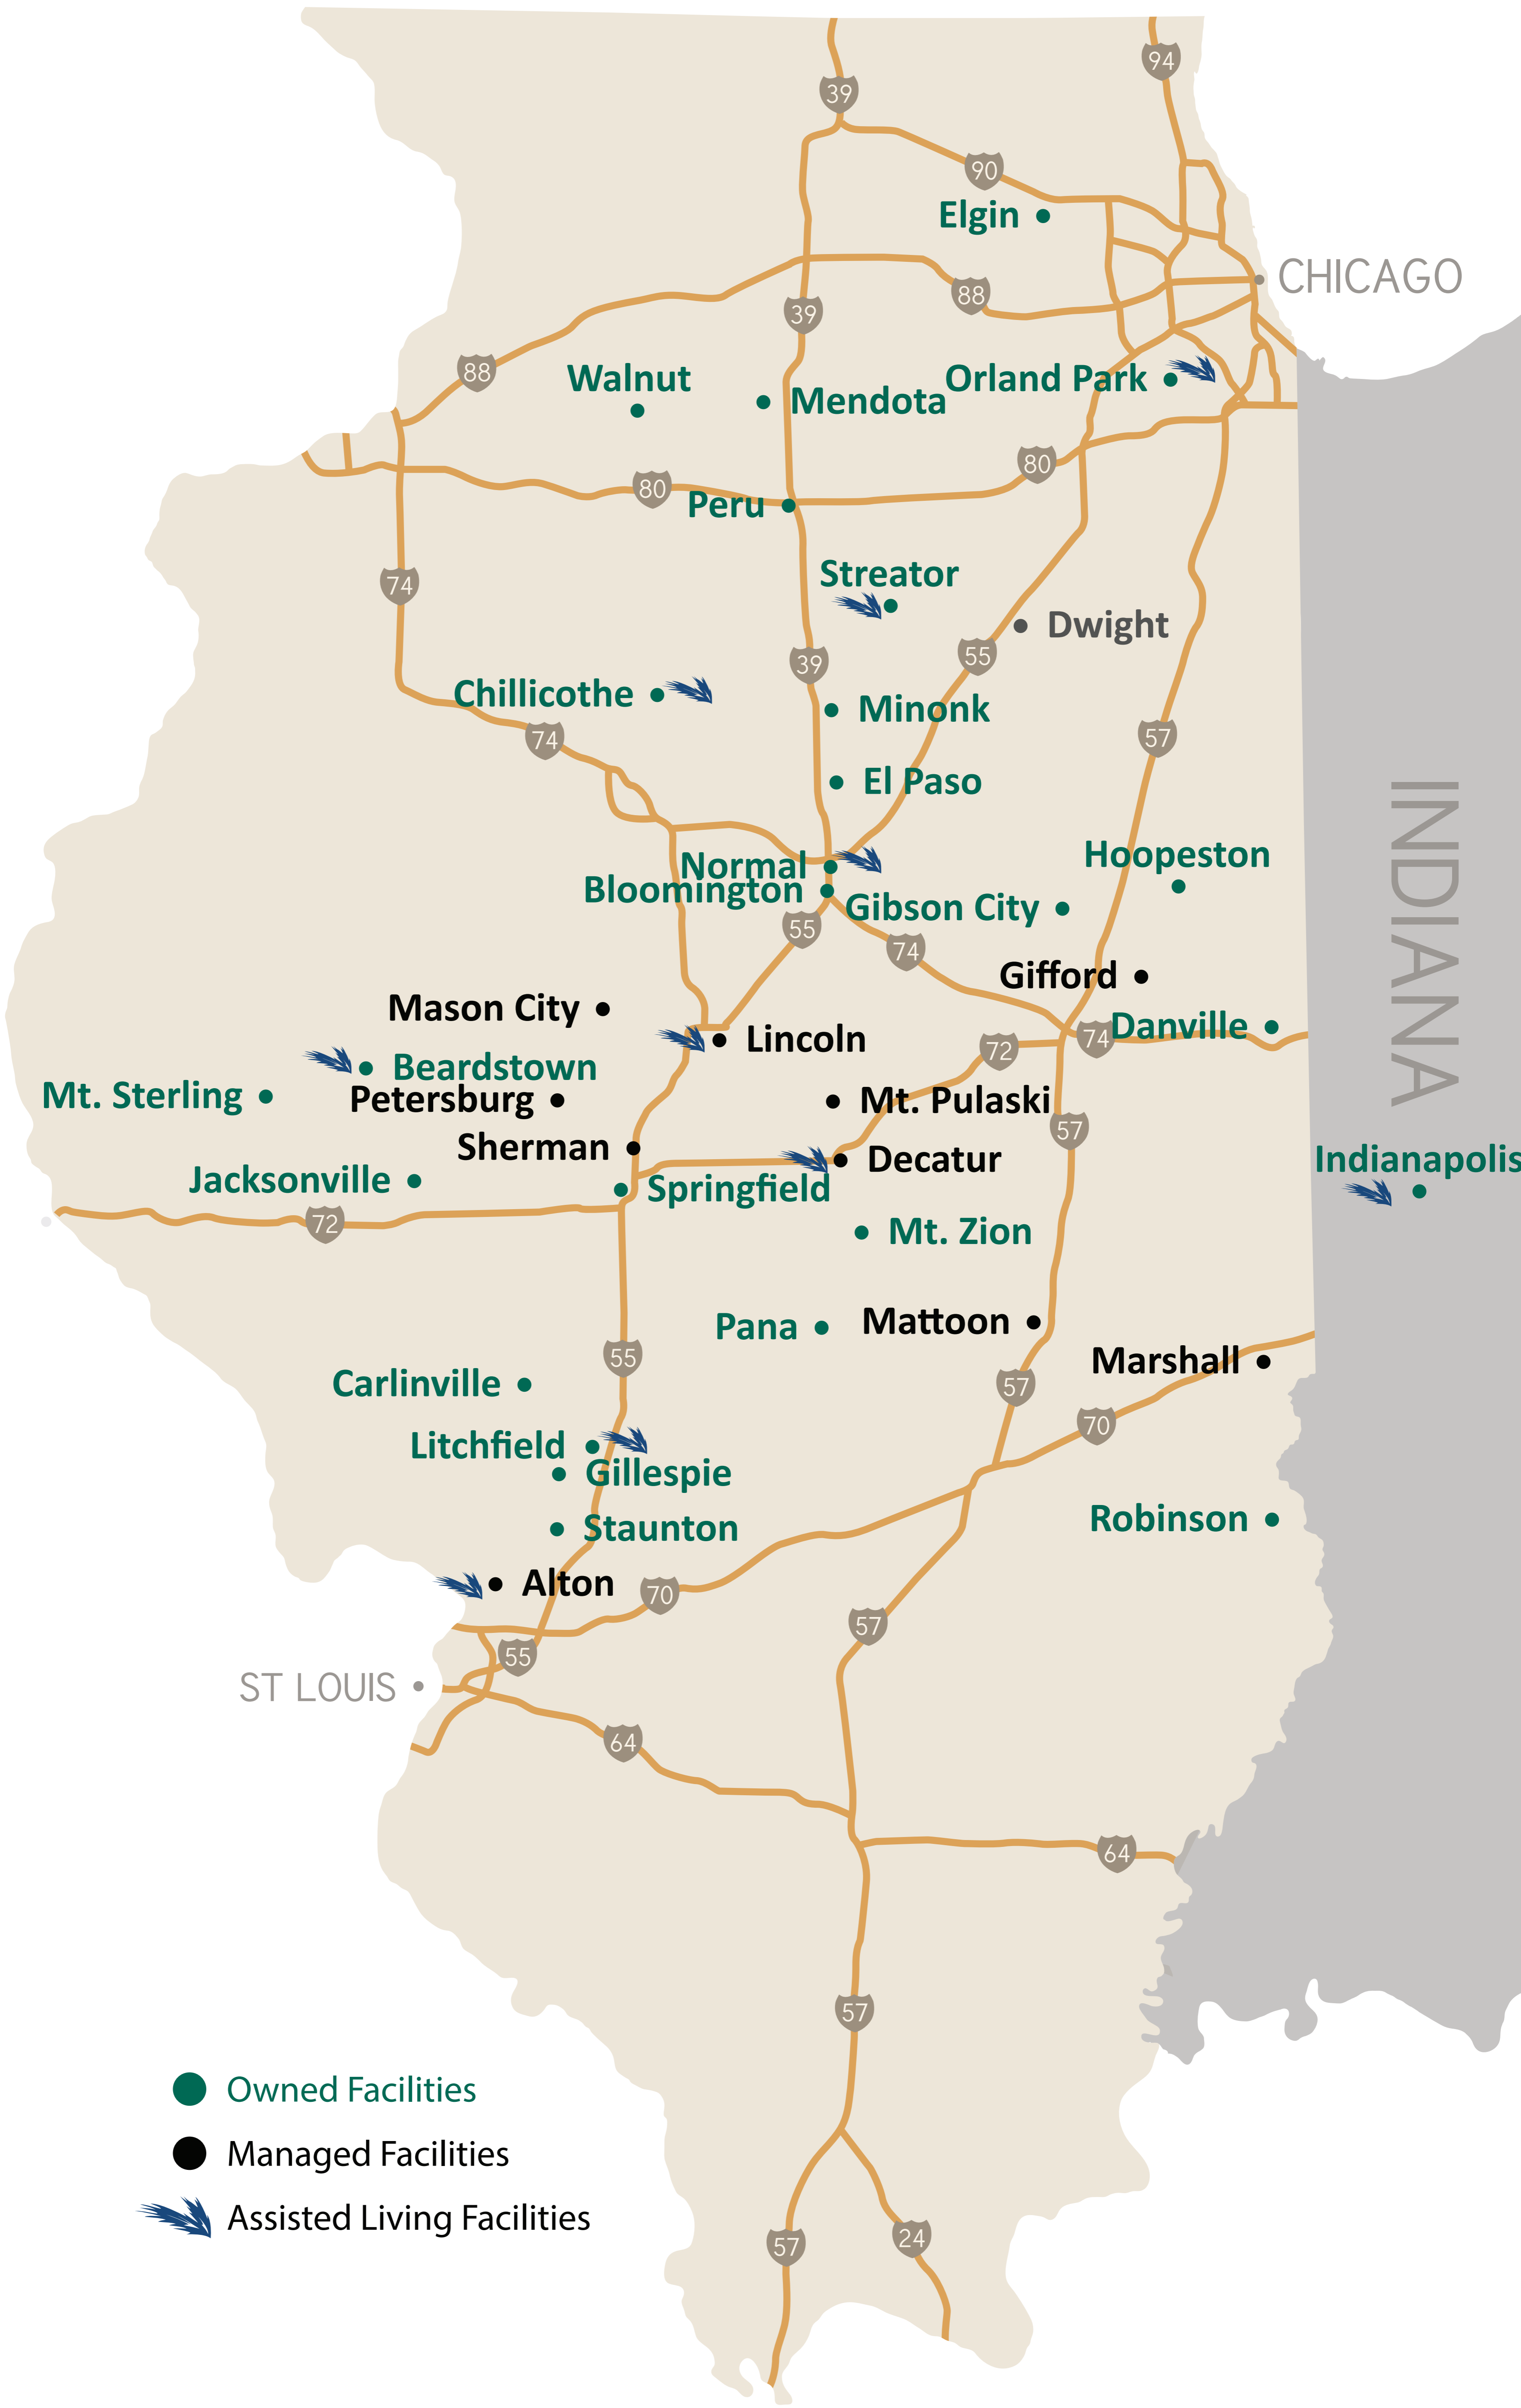 94
39
90
Elgin
CHICAGO
88
39
88
Walnut
Orland Park
Mendota
80
80
Peru
Streator
74
Dwight
55
39
Chillicothe
Minonk
74
57
El Paso
INDIANA
Hoopeston
Normal
Bloomington
Gibson City
55
74
Gifford
Mason City
Danville
Lincoln
74
72
Beardstown
Mt. Sterling
Petersburg
Mt. Pulaski
57
Sherman
Decatur
Indianapolis
Jacksonville
Springfield
72
Mt. Zion
Pana
Mattoon
55
Marshall
Carlinville
57
70
Litchfield
Gillespie
Robinson
Staunton
Alton
70
57
55
ST LOUIS
64
64
57
Owned Facilities
Managed Facilities
Assisted Living Facilities
57
24